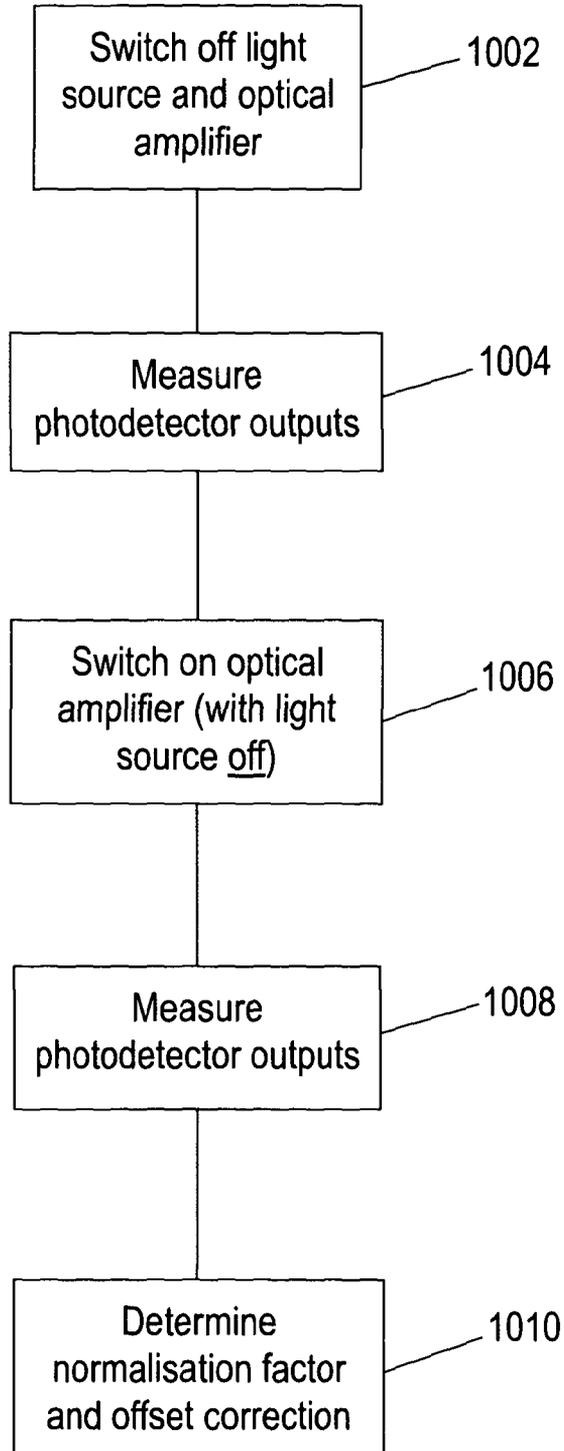 Switch off light
source and optical
amplifier
1002
Measure
photodetector outputs
1004
Switch on optical
amplifier (with light
source off)
1006
Measure
photodetector outputs
1008
Determine
normalisation factor
and offset correction
1010